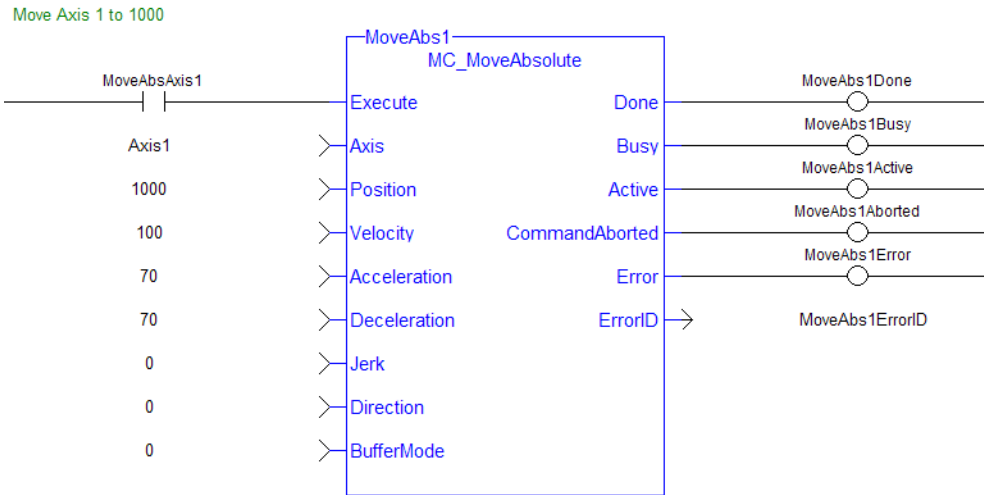 Move Axis 1 to 1000
MoveAbs1
MC_MoveAbsolute
MoveAbsAxis1
Execute
Done
MoveAbs1Done
Axis1
Axis
Busy
MoveAbs1Busy
1000
Position
Active
MoveAbs1Active
100
Velocity
CommandAborted
MoveAbs1Aborted
70
Acceleration
Error
MoveAbs1Error
70
Deceleration
ErrorID
MoveAbs1ErrorID
0
Jerk
0
Direction
0
BufferMode